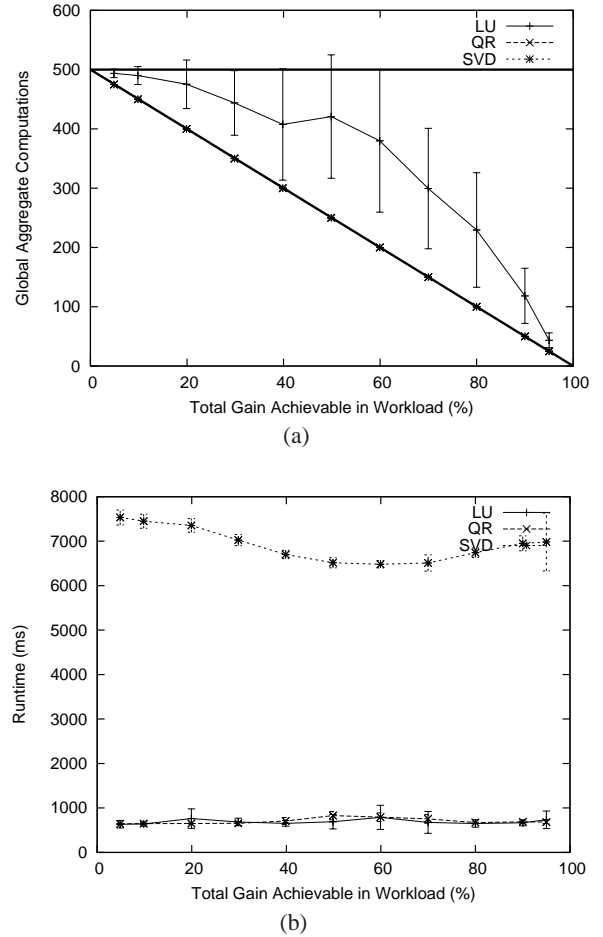 600
500
400
300
200
100
0
Global Aggregate Computations
LU
QR
SVD
0 20 40 60 80 100
Total Gain Achievable in Workload (%)
(a)
8000
7000
6000
5000
4000
3000
2000
1000
0
Runtime (ms)
LU
QR
SVD
0 20 40 60 80 100
Total Gain Achievable in Workload (%)
(b)